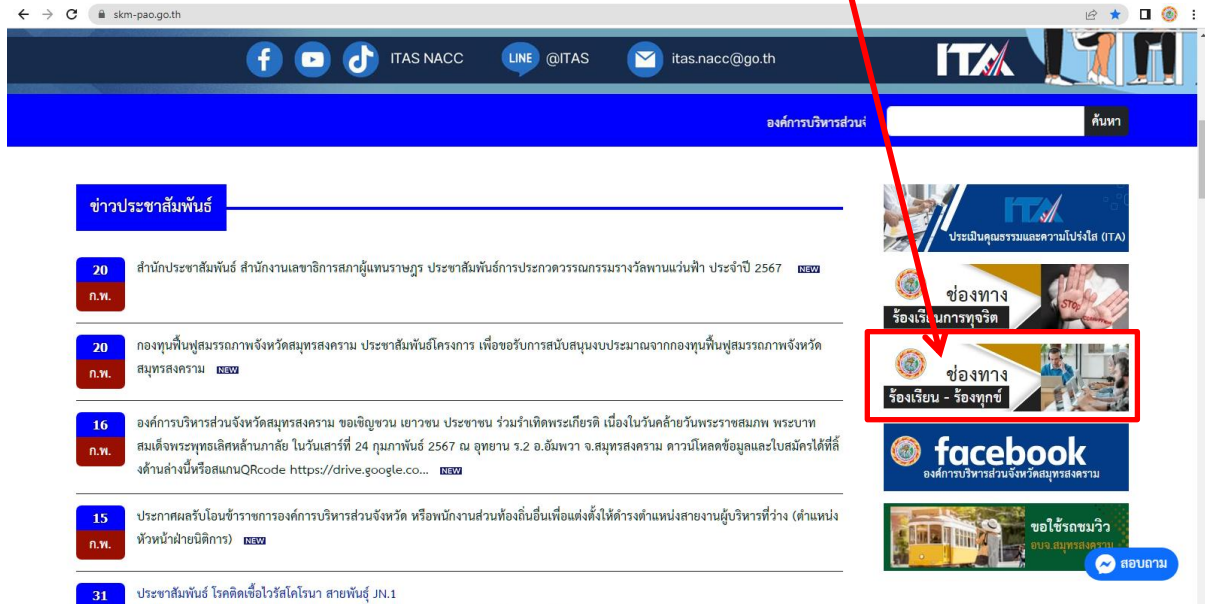 skm-pao.go.th
ITAS NACC
LINE @ITAS
itas.nacc@go.th
ITA
องค์การบริหารส่วนจั
ค้นหา
ข่าวประชาสัมพันธ์
20
ก.พ.
สำนักประชาสัมพันธ์ สำนักงานเลขาธิการสภาผู้แทนราษฎร ประชาสัมพันธ์การประกวดวรรณกรรมรางวัลพานแว่นฟ้า ประจำปี 2567 NEW
20
ก.พ.
กองทุนฟื้นฟูสมรรถภาพจังหวัดสมุทรสงคราม ประชาสัมพันธ์โครงการ เพื่อขอรับการสนับสนุนงบประมาณจากกองทุนฟื้นฟูสมรรถภาพจังหวัด
สมุทรสงคราม NEW
16
ก.พ.
องค์การบริหารส่วนจังหวัดสมุทรสงคราม ขอเชิญชวน เยาวชน ประชาชน ร่วมรำเทิดพระเกียรติ เนื่องในวันคล้ายวันพระราชสมภพ พระบาท
สมเด็จพระพุทธเลิศหล้านภาลัย ในวันเสาร์ที่ 24 กุมภาพันธ์ 2567 ณ อุทยาน ร.2 อ.อัมพวา จ.สมุทรสงคราม ดาวน์โหลดข้อมูลและใบสมัครได้ที่ลิ้
งด้านล่างนี้หรือสแกนQRcode https://drive.google.co... NEW
15
ก.พ.
ประกาศผลรับโอนข้าราชการองค์การบริหารส่วนจังหวัด หรือพนักงานส่วนท้องถิ่นอื่นเพื่อแต่งตั้งให้ดำรงตำแหน่งสายงานผู้บริหารที่ว่าง (ตำแหน่ง
หัวหน้าฝ่ายนิติการ) NEW
31
ประชาสัมพันธ์ โรคติดเชื้อไวรัสโคโรนา สายพันธุ์ JN.1
ITA
ประเมินคุณธรรมและความโปร่งใส (ITA)
ช่องทาง
ร้องเรียนการทุจริต
STOP
ช่องทาง
ร้องเรียน - ร้องทุกข์
facebook
องค์การบริหารส่วนจังหวัดสมุทรสงคราม
ขอใช้รถชมวิว
อบจ.สมุทรสงคราม
สอบถาม